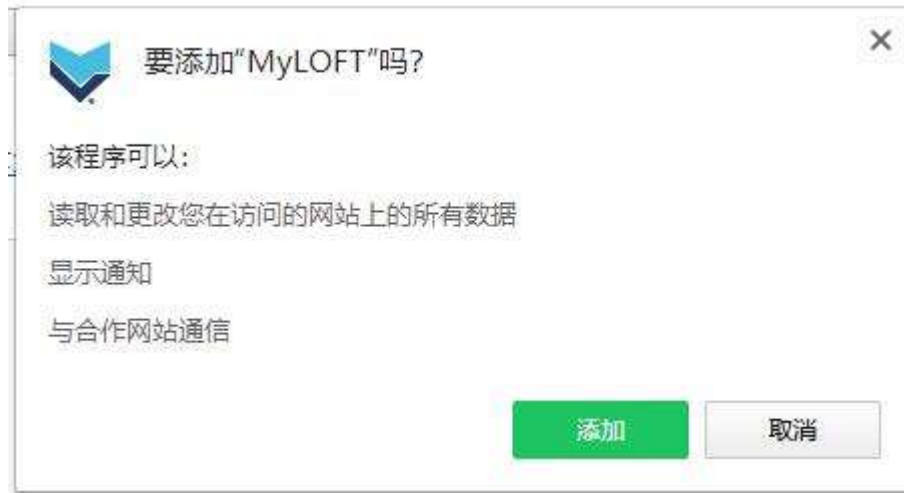 要添加“MyLOFT”吗?
该程序可以:
读取和更改您在访问的网站上的所有数据
显示通知
与合作网站通信
添加
取消